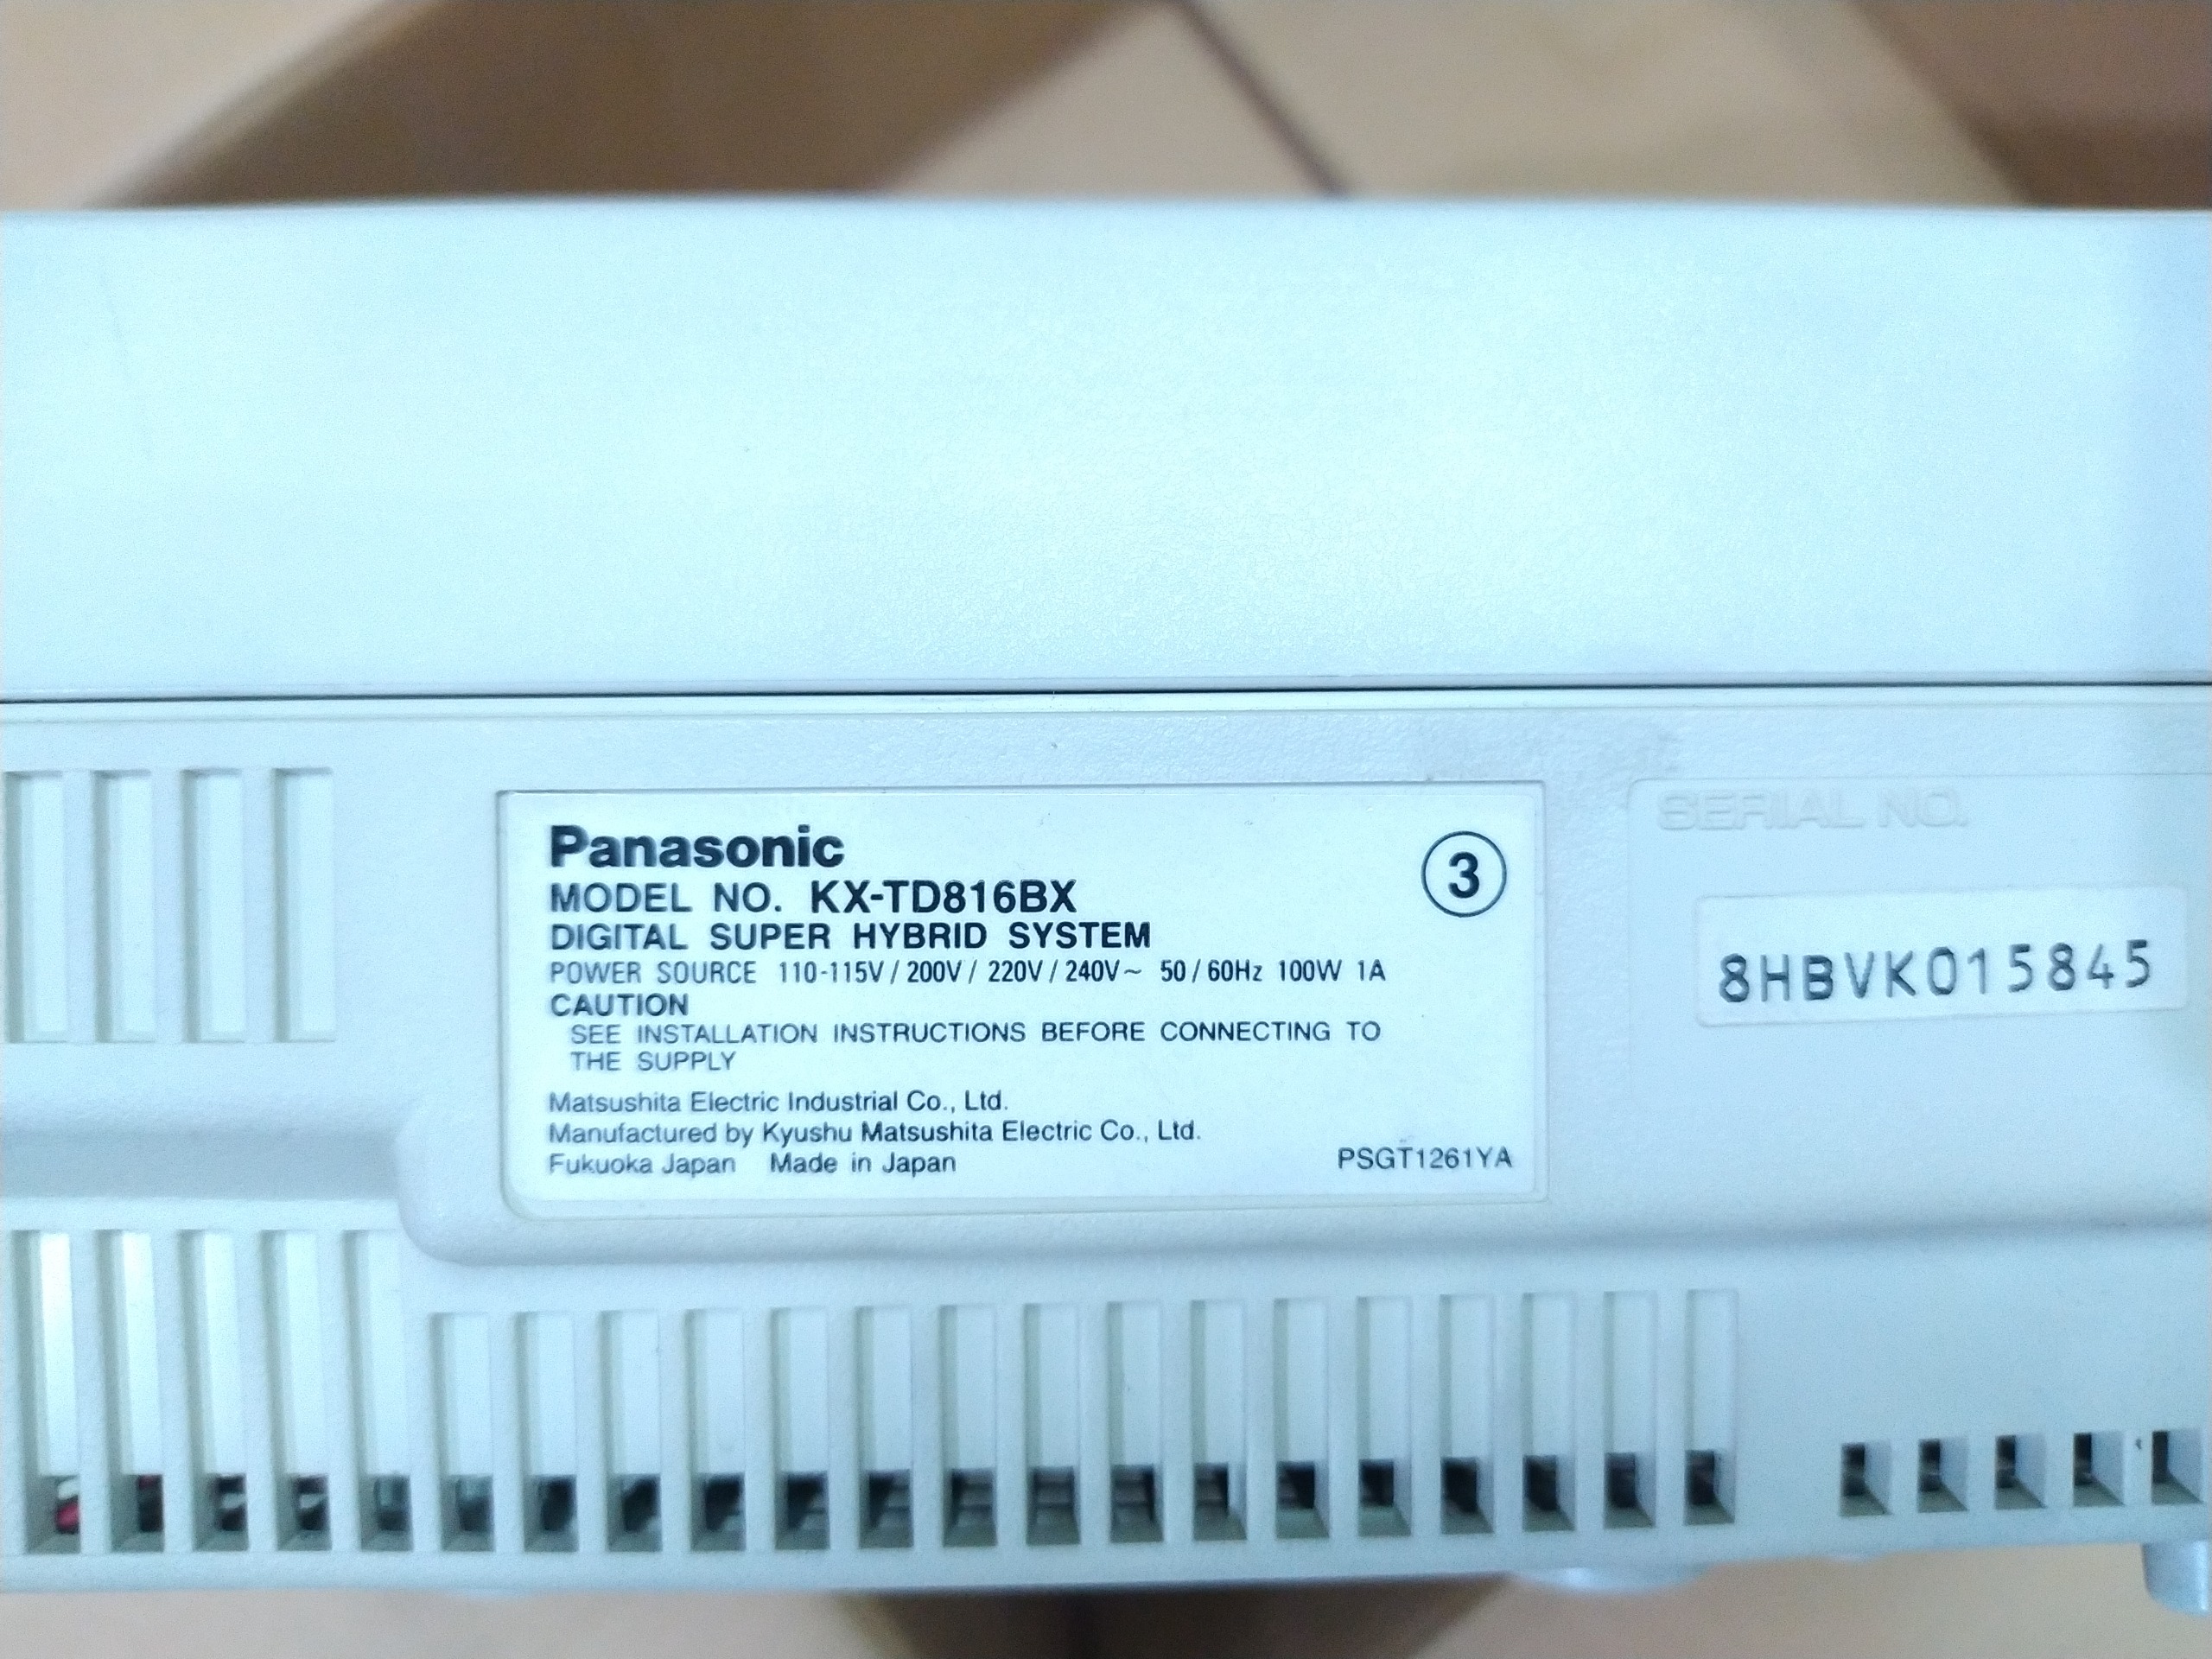 Panasonic
③
MODEL NO. KX-TD816BX
DIGITAL SUPER HYBRID SYSTEM
POWER SOURCE 110-115V / 200V / 220V / 240V~ 50 / 60Hz 100W 1A
CAUTION
SEE INSTALLATION INSTRUCTIONS BEFORE CONNECTING TO
THE SUPPLY
Matsushita Electric Industrial Co., Ltd.
Manufactured by Kyushu Matsushita Electric Co., Ltd.
Fukuoka Japan Made in Japan
PSGT1261YA
SERIAL NO.
8HBVK015845